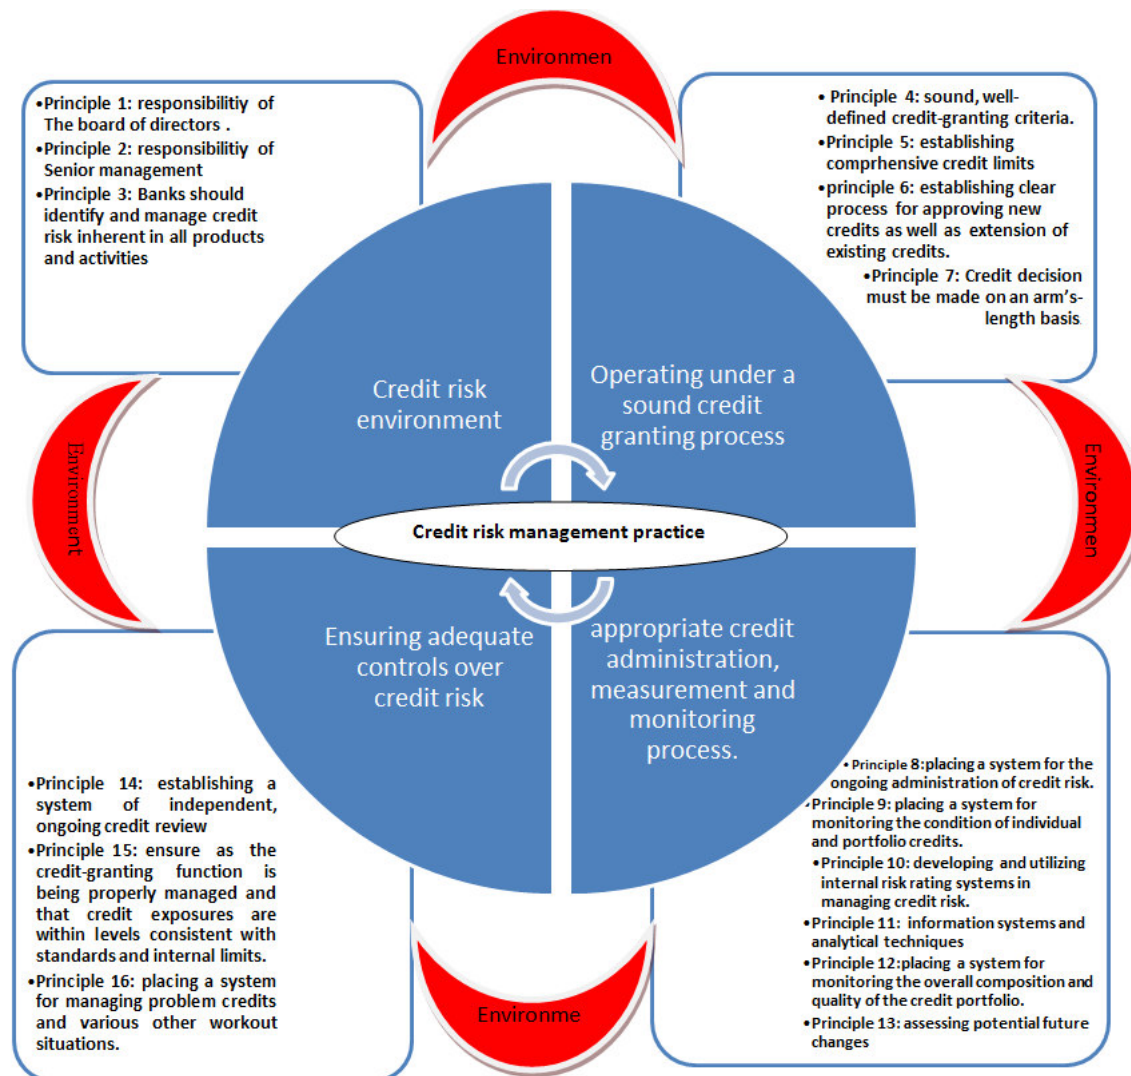 Environmen
•Principle 1: responsibilitiy of
The board of directors .
•Principle 2: responsibilitiy of
Senior management
•Principle 3: Banks should
identify and manage credit
risk inherent in all products
and activities
• Principle 4: sound, well-
defined credit-granting criteria.
•Principle 5: establishing
comprhensive credit limits
•principle 6: establishing clear
process for approving new
credits as well as extension of
existing credits.
•Principle 7: Credit decision
must be made on an arm's-
length basis.
Credit risk
environment
Operating under a
sound credit
granting process
Environment
Environmen
Credit risk management practice
Ensuring adequate
controls over
credit risk
appropriate credit
administration,
measurement and
monitoring
process.
•Principle 14: establishing a
system of independent,
ongoing credit review
•Principle 15: ensure as the
credit-granting function is
being properly managed and
that credit exposures are
within levels consistent with
standards and internal limits.
•Principle 16: placing a system
for managing problem credits
and various other workout
situations.
• Principle 8:placing a system for the
ongoing administration of credit risk.
•Principle 9: placing a system for
monitoring the condition of individual
and portfolio credits.
•Principle 10: developing and utilizing
internal risk rating systems in
managing credit risk.
•Principle 11: information systems and
analytical techniques
•Principle 12:placing a system for
monitoring the overall composition and
quality of the credit portfolio.
•Principle 13: assessing potential future
changes
Environme